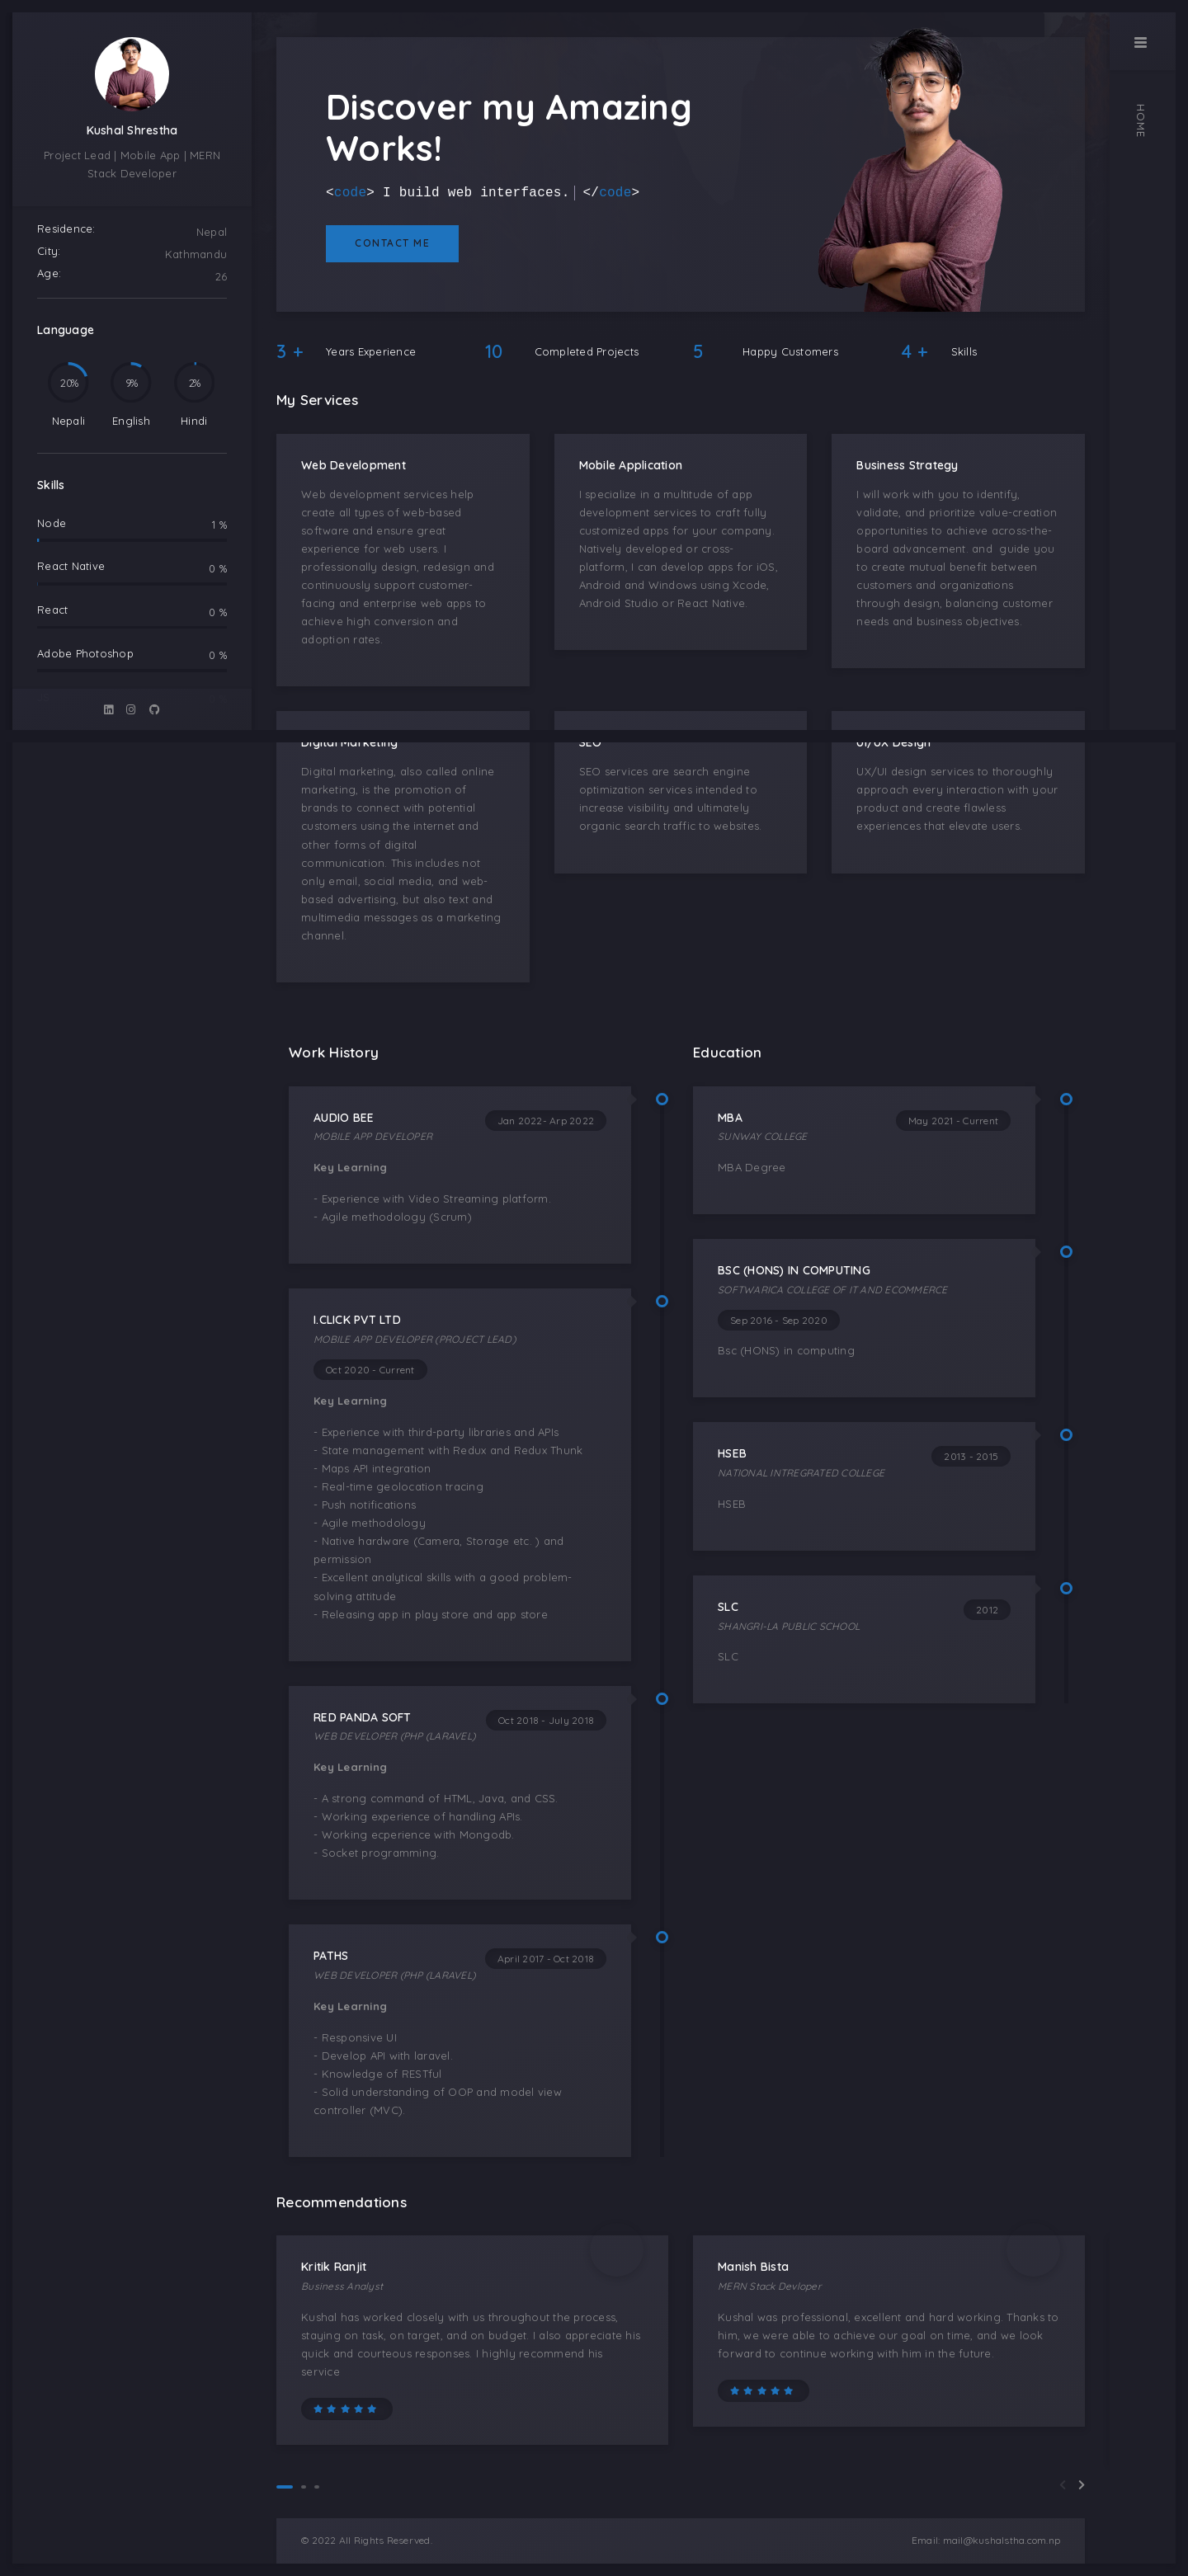 Kushal Shrestha
Project Lead | Mobile App | MERN
Stack Developer
Residence:
Nepal
City:
Kathmandu
Age:
26
Language
20%
9%
2%
Nepali
English
Hindi
Skills
Node
1 %
React Native
0 %
React
0 %
Adobe Photoshop
0 %
Discover my Amazing
Works!
<code> I build web interfaces. </code>
CONTACT ME
HOME
3 +
Years Experience
10
Completed Projects
5
Happy Customers
4 +
Skills
My Services
Web Development
Web development services help
create all types of web-based
software and ensure great
experience for web users. I
professionally design, redesign and
continuously support customer-
facing and enterprise web apps to
achieve high conversion and
adoption rates.
Mobile Application
I specialize in a multitude of app
development services to craft fully
customized apps for your company.
Natively developed or cross-
platform, I can develop apps for iOS,
Android and Windows using Xcode,
Android Studio or React Native.
Business Strategy
I will work with you to identify,
validate, and prioritize value-creation
opportunities to achieve across-the-
board advancement. and  guide you
to create mutual benefit between
customers and organizations
through design, balancing customer
needs and business objectives.
Digital Marketing
Digital marketing, also called online
marketing, is the promotion of
brands to connect with potential
customers using the internet and
other forms of digital
communication. This includes not
only email, social media, and web-
based advertising, but also text and
multimedia messages as a marketing
channel.
SEO
SEO services are search engine
optimization services intended to
increase visibility and ultimately
organic search traffic to websites.
UI/UX Design
UX/UI design services to thoroughly
approach every interaction with your
product and create flawless
experiences that elevate users.
Work History
AUDIO BEE
Jan 2022- Arp 2022
MOBILE APP DEVELOPER
Key Learning
- Experience with Video Streaming platform.
- Agile methodology (Scrum)
I.CLICK PVT LTD
MOBILE APP DEVELOPER (PROJECT LEAD)
Oct 2020 - Current
Key Learning
- Experience with third-party libraries and APIs
- State management with Redux and Redux Thunk
- Maps API integration
- Real-time geolocation tracing
- Push notifications
- Agile methodology
- Native hardware (Camera, Storage etc. ) and
permission
- Excellent analytical skills with a good problem-
solving attitude
- Releasing app in play store and app store
RED PANDA SOFT
Oct 2018 - July 2018
WEB DEVELOPER (PHP (LARAVEL)
Key Learning
- A strong command of HTML, Java, and CSS.
- Working experience of handling APIs.
- Working ecperience with Mongodb.
- Socket programming.
PATHS
April 2017 - Oct 2018
WEB DEVELOPER (PHP (LARAVEL)
Key Learning
- Responsive UI
- Develop API with laravel.
- Knowledge of RESTful
- Solid understanding of OOP and model view
controller (MVC).
Education
MBA
May 2021 - Current
SUNWAY COLLEGE
MBA Degree
BSC (HONS) IN COMPUTING
SOFTWARICA COLLEGE OF IT AND ECOMMERCE
Sep 2016 - Sep 2020
Bsc (HONS) in computing
HSEB
2013 - 2015
NATIONAL INTREGRATED COLLEGE
HSEB
SLC
2012
SHANGRI-LA PUBLIC SCHOOL
SLC
Recommendations
Kritik Ranjit
Business Analyst
Kushal has worked closely with us throughout the process,
staying on task, on target, and on budget. I also appreciate his
quick and courteous responses. I highly recommend his
service
Manish Bista
MERN Stack Devloper
Kushal was professional, excellent and hard working. Thanks to
him, we were able to achieve our goal on time, and we look
forward to continue working with him in the future.
© 2022 All Rights Reserved.
Email: mail@kushalstha.com.np